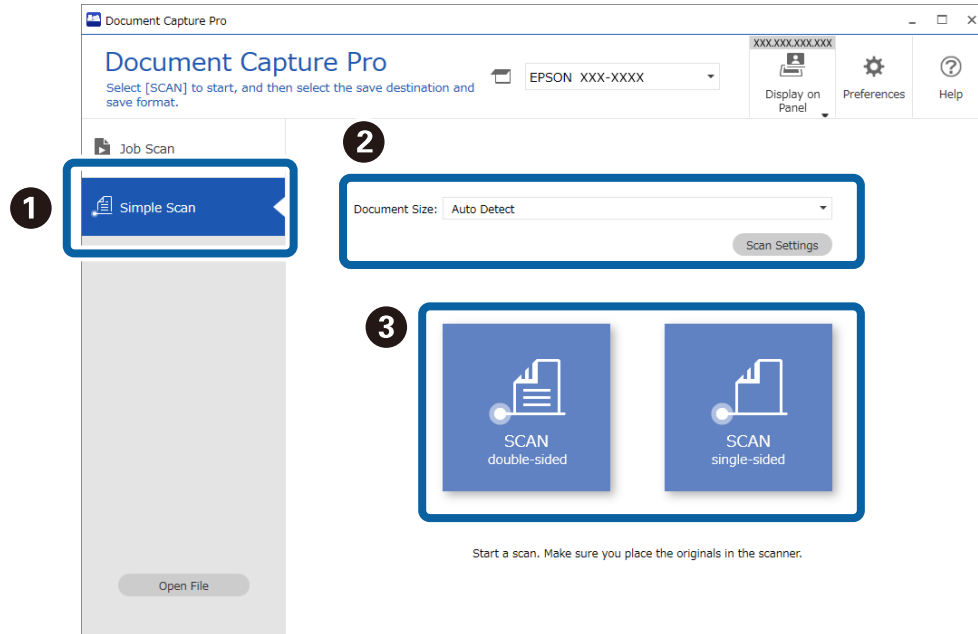 Document Capture Pro
Document Capture Pro
Select [SCAN] to start, and then select the save destination and
save format.
EPSON XXX-XXXX
XXX.XXX.XXX.XXX
Display on
Panel
Preferences
Help
Job Scan
1
Simple Scan
2
Document Size: Auto Detect
Scan Settings
3
SCAN
double-sided
SCAN
single-sided
Start a scan. Make sure you place the originals in the scanner.
Open File